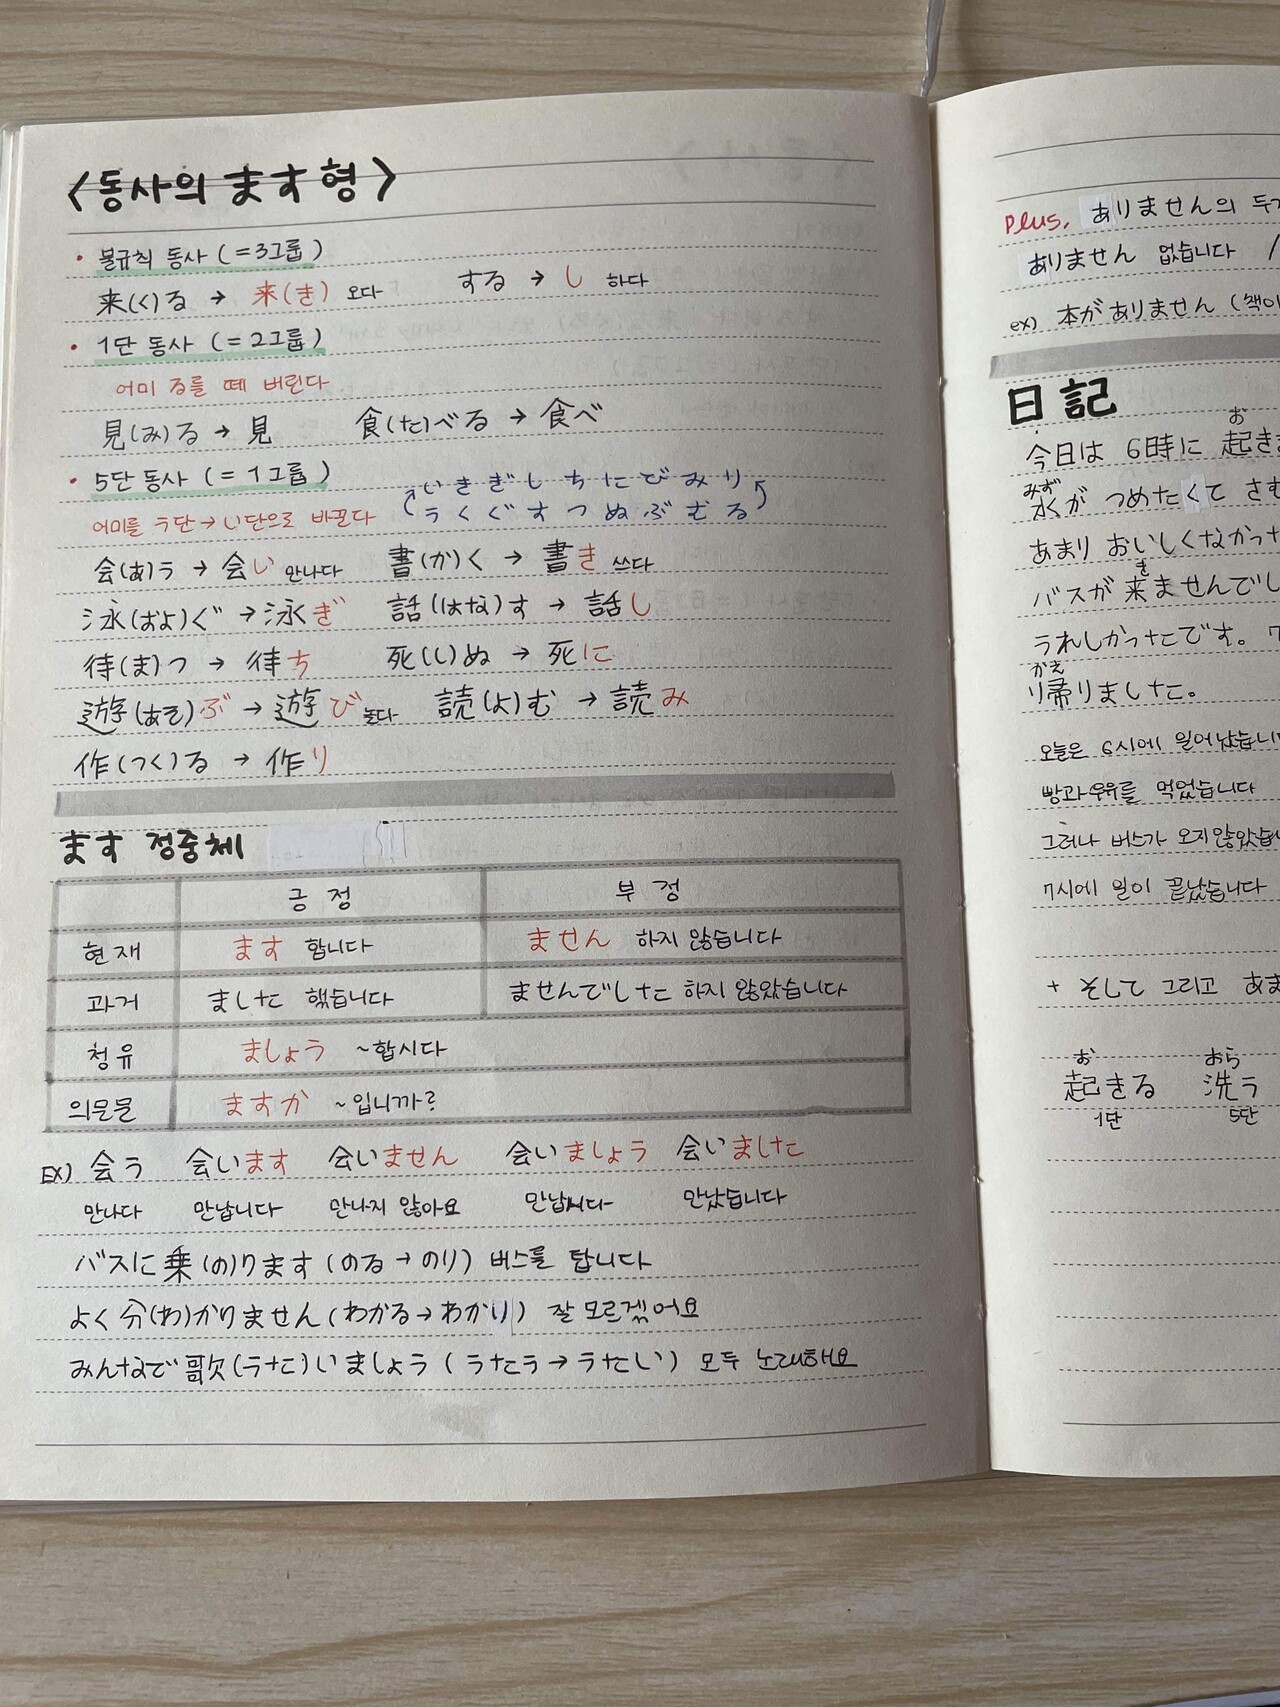 <동사의 ます형>
• 불규칙 동사 (=3그룹)
来(く)る → 来(き) 오다 する → し 하다
• 1단 동사 (=2그룹)
어미 る를 떼 버린다
見(み)る → 見 食(た)べる → 食べ
• 5단 동사 (=1그룹) いきぎしちにびみり
어미를 う단→い단으로 바꾼다 うくぐすつぬぶむる
会(あ)う → 会い 만나다 書(か)く → 書き 쓰다
泳(およ)ぐ → 泳ぎ 話(はな)す → 話し
待(ま)つ → 待ち 死(し)ぬ → 死に
遊(あそ)ぶ → 遊び 놀다 読(よ)む → 読み
作(つく)る → 作り
ます 정중체
긍정 부정
현재 ます 합니다 ません 하지 않습니다
과거 ました 했습니다 ませんでした 하지 않았습니다
청유 ましょう ~합시다
의문문 ますか ~입니까?
EX) 会う 会います 会いません 会いましょう 会いました
만나다 만납니다 만나지 않아요 만났습니다
バスに乗(の)ります (のる→のり) 버스를 탑니다
よく分(わ)かりません (わかる→わかり) 잘 모르겠어요
みんなで歌(うた)いましょう (うたう→うたい) 모두 노래해요
Plus. ありません의
ありません 없습니다 /
ex) 本がありません (책이
日記
今日は 6時に 起(お)き
水(みず)が つめたくて さむ
あまり おいしくなかった
バスが 来(き)ませんでし
うれしかったです。 7
り帰(かえ)りました。
오늘은 6시에 일어났습니
빵과 우유를 먹었습니다
그러나 버스가 오지 않았습
7시에 일이 끝났습니다
+ そして 그리고 あま
起(お)きる 洗(おら)う
1단 5단